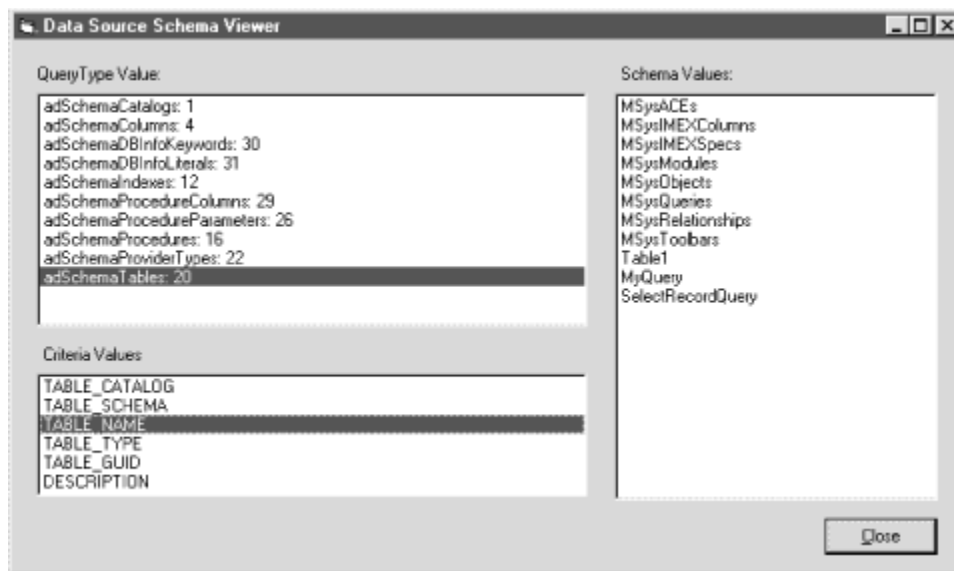 Data Source Schema Viewer
QueryType Value:
adSchemaCatalogs: 1
adSchemaColumns: 4
adSchemaDBInfoKeywords: 30
adSchemaDBInfoLiterals: 31
adSchemaIndexes: 12
adSchemaProcedureColumns: 29
adSchemaProcedureParameters: 26
adSchemaProcedures: 16
adSchemaProviderTypes: 22
adSchemaTables: 20
Criteria Values
TABLE_CATALOG
TABLE_SCHEMA
TABLE_NAME
TABLE_TYPE
TABLE_GUID
DESCRIPTION
Schema Values:
MSysACEs
MSysIMEXColumns
MSysIMEXSpecs
MSysModules
MSysObjects
MSysQueries
MSysRelationships
MSysToolbars
Table1
MyQuery
SelectRecordQuery
Close